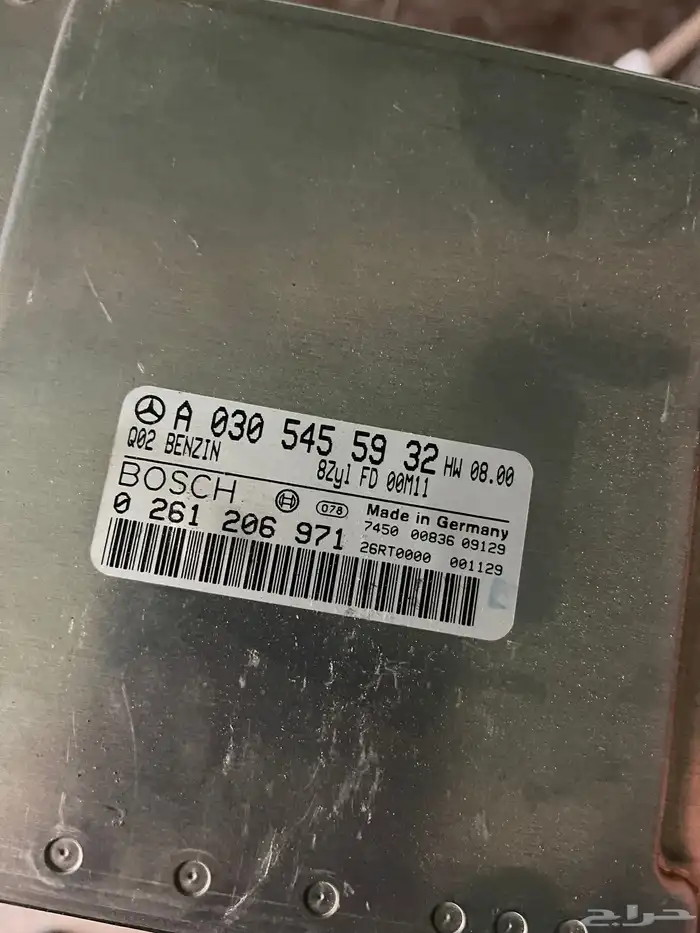 A 030 545 59 32 HW 08.00
Q02 BENZIN 8Zyl FD 00M11
BOSCH 078 Made in Germany
7450 00836 09129
0 261 206 971 26RT0000 001129
حراج